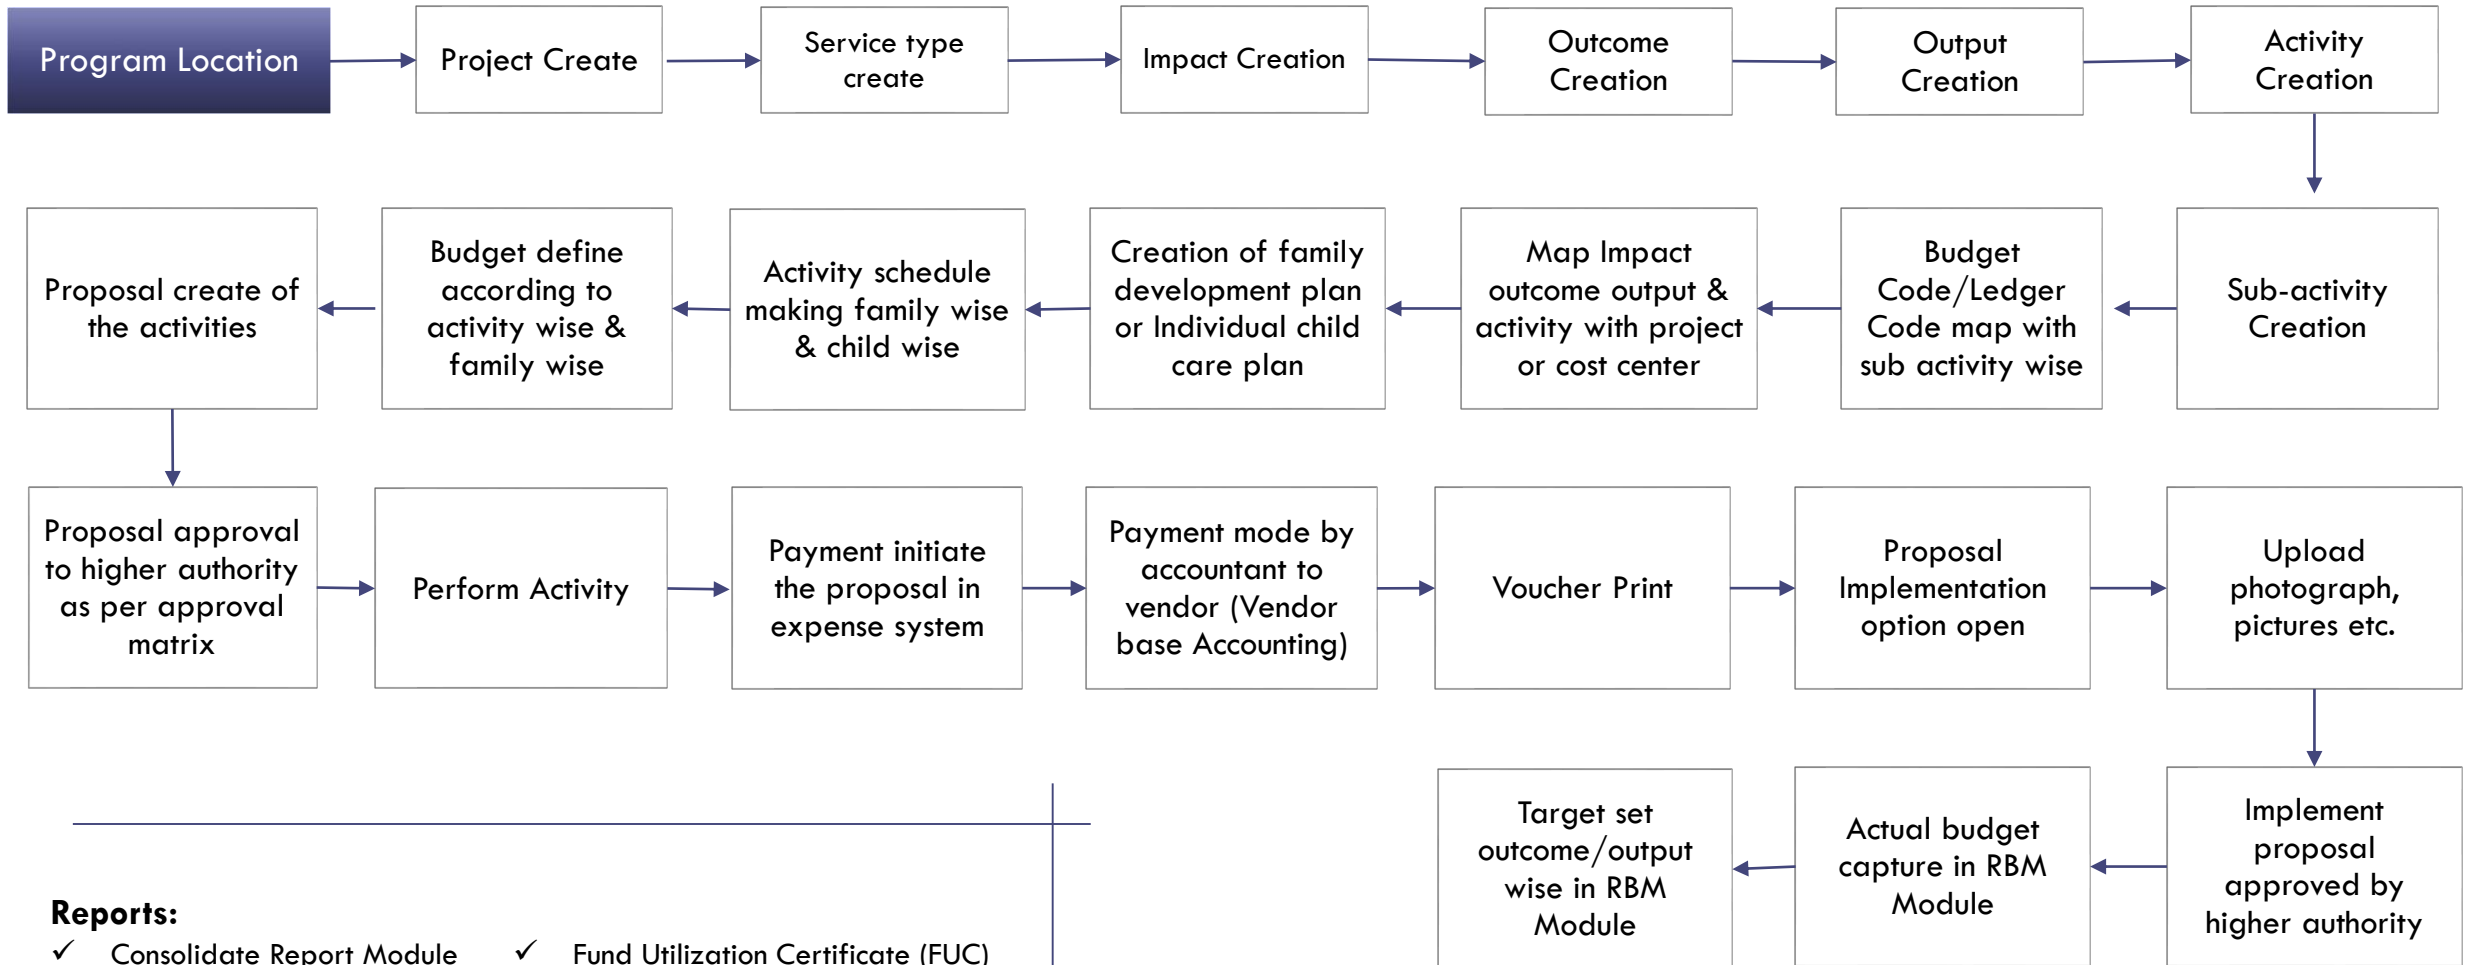 Program Location
Project Create
Service type
create
Impact Creation
Outcome
Creation
Output
Creation
Activity
Creation
Sub-activity
Creation
Budget
Code/Ledger
Code map with
sub activity wise
Map Impact
outcome output &
activity with project
or cost center
Creation of family
development plan
or Individual child
care plan
Activity schedule
making family wise
& child wise
Budget define
according to
activity wise &
family wise
Proposal create of
the activities
Proposal approval
to higher authority
as per approval
matrix
Perform Activity
Payment initiate
the proposal in
expense system
Payment mode by
accountant to
vendor (Vendor
base Accounting)
Voucher Print
Proposal
Implementation
option open
Upload
photograph,
pictures etc.
Implement
proposal
approved by
higher authority
Actual budget
capture in RBM
Module
Target set
outcome/output
wise in RBM
Module
Reports:
✓ Consolidate Report Module
✓ Fund Utilization Certificate (FUC)